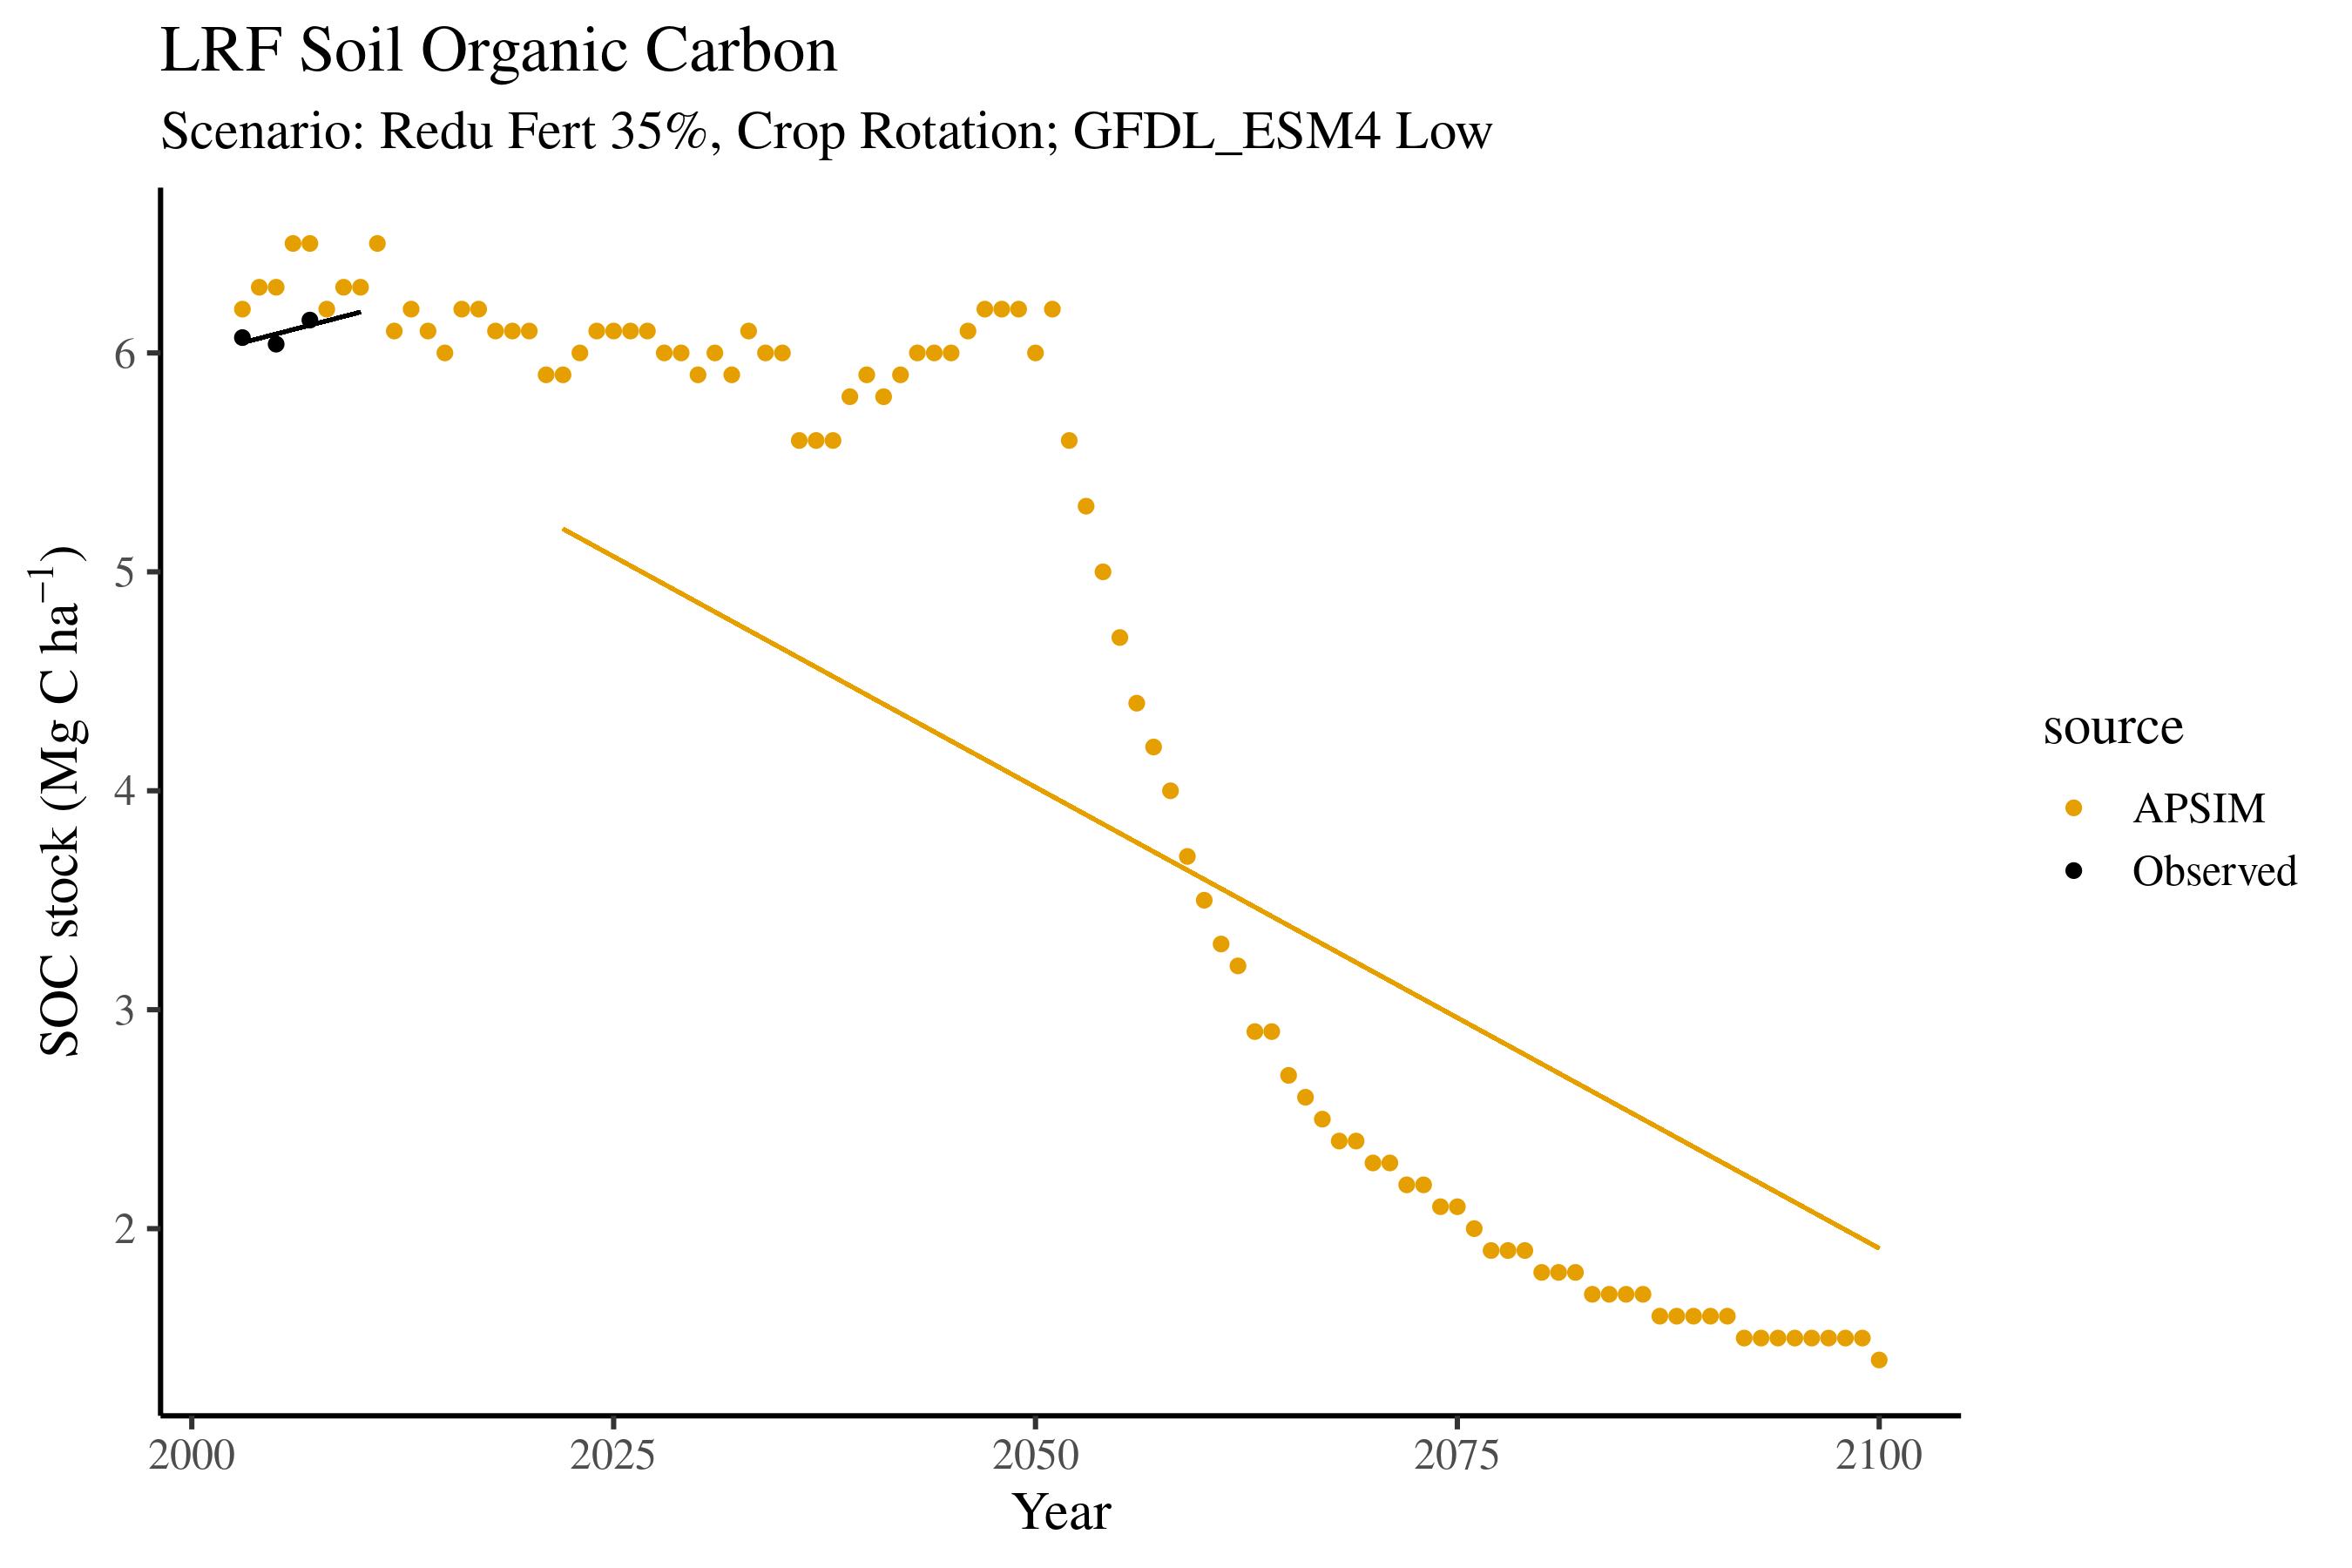 LRF Soil Organic Carbon
Scenario: Redu Fert 35%, Crop Rotation; GFDL_ESM4 Low
SOC stock (Mg C ha⁻¹)
6
5
4
3
2
2000
2025
2050
2075
2100
Year
source
APSIM
Observed